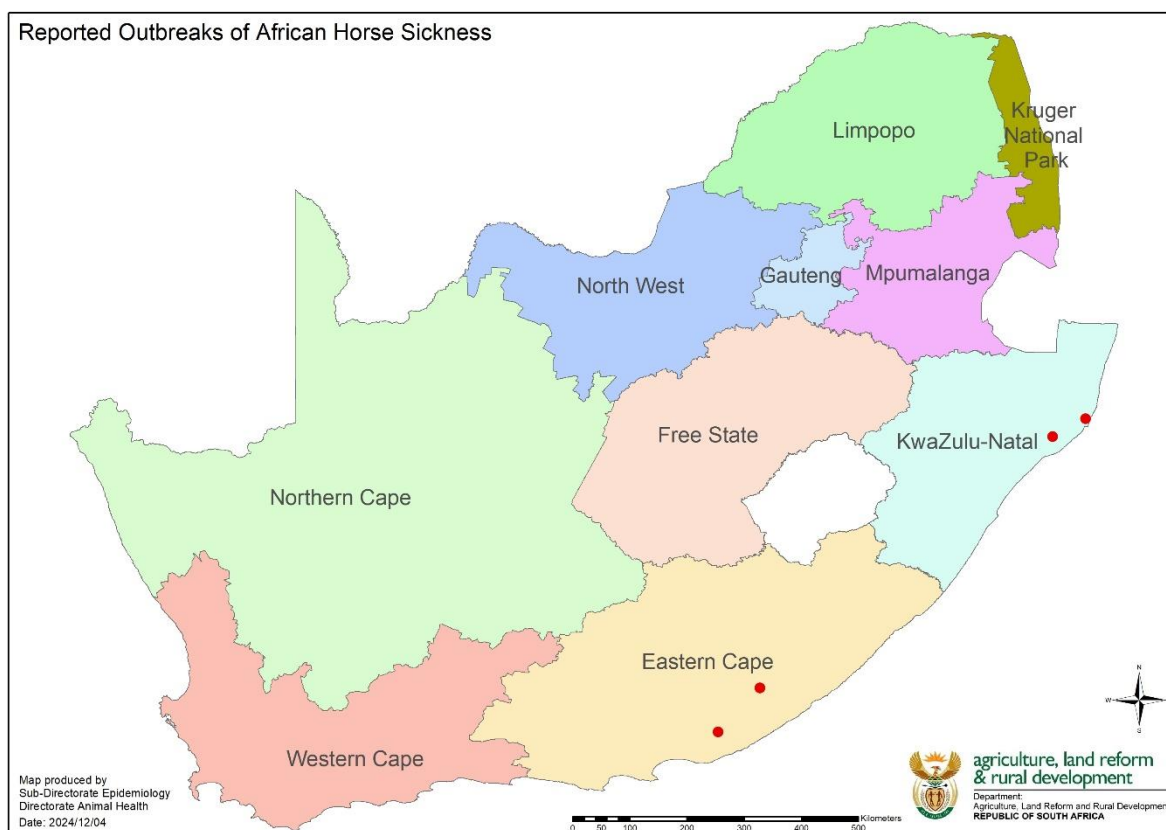 Reported Outbreaks of African Horse Sickness
Limpopo
Kruger
National
Park
North West
Gauteng
Mpumalanga
Free State
KwaZulu-Natal
Northern Cape
Eastern Cape
Western Cape
N
W
E
S
Map produced by
Sub-Directorate Epidemiology
Directorate Animal Health
Date: 2024/12/04
Kilometers
0 50 100 200 300 400 500
agriculture, land reform
& rural development
Department:
Agriculture, Land Reform and Rural Development
REPUBLIC OF SOUTH AFRICA